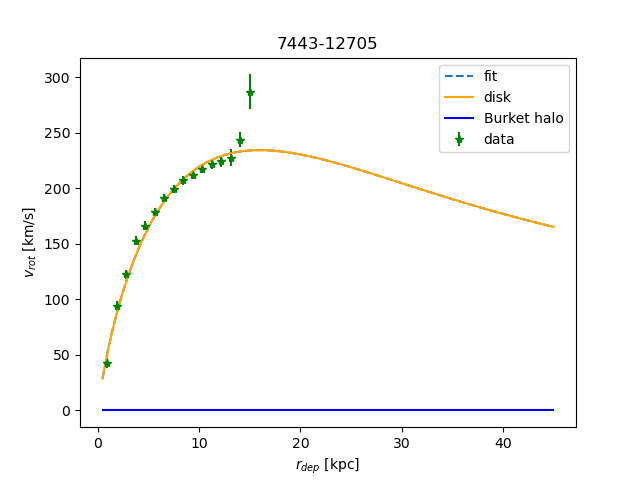 7443-12705
fit
disk
Burket halo
data
300
250
200
150
100
50
0
v_rot [km/s]
0 10 20 30 40
r_dep [kpc]